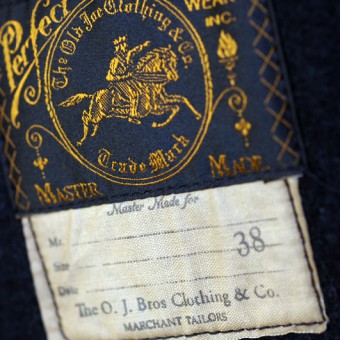 Perfect
WEAR
INC.
The Old Joe Clothing & Co.
Trade Mark
MASTER MADE
Master Made for
Mr.
Size 38
Date
The O. J. Bros Clothing & Co.
MERCHANT TAILORS